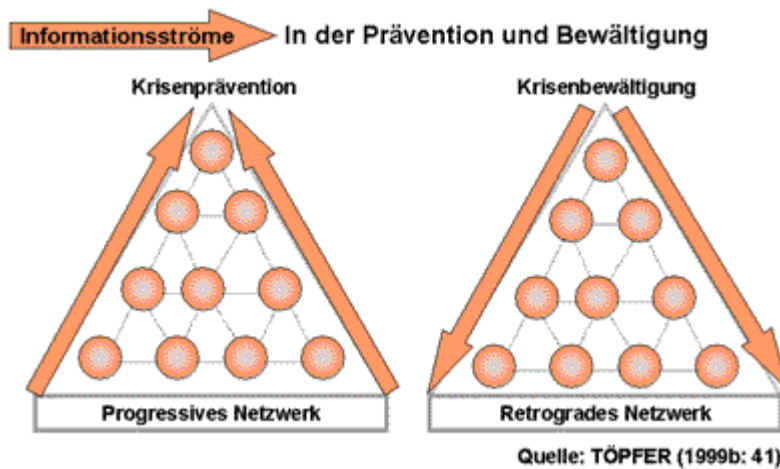 Informationsströme In der Prävention und Bewältigung
Krisenprävention Krisenbewältigung
Progressives Netzwerk Retrogrades Netzwerk
Quelle: TÖPFER (1999b: 41)